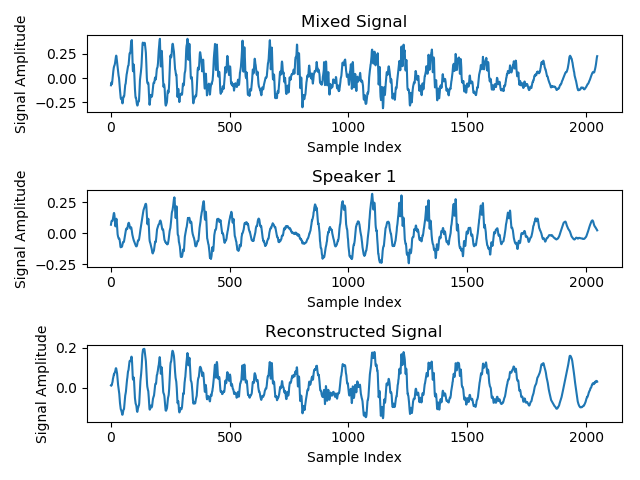 Mixed Signal
Signal Amplitude
0.25
0.00
−0.25
0 500 1000 1500 2000
Sample Index
Speaker 1
Signal Amplitude
0.25
0.00
−0.25
0 500 1000 1500 2000
Sample Index
Reconstructed Signal
Signal Amplitude
0.2
0.0
0 500 1000 1500 2000
Sample Index